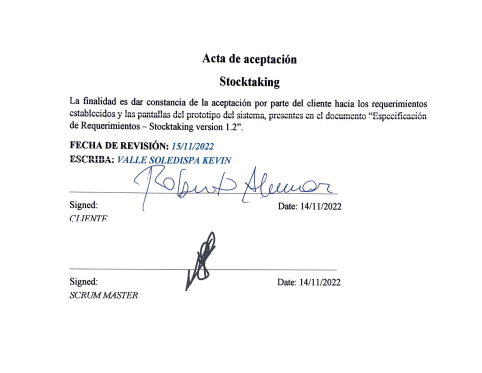 Acta de aceptación
Stocktaking
La finalidad es dar constancia de la aceptación por parte del cliente hacia los requerimientos
establecidos y las pantallas del prototipo del sistema, presentes en el documento “Especificación
de Requerimientos – Stocktaking version 1.2”.
FECHA DE REVISIÓN: 15/11/2022
ESCRIBA: VALLE SOLEDISPA KEVIN
Roberto
Signed: Date: 14/11/2022
CLIENTE
Signed: Date: 14/11/2022
SCRUM MASTER